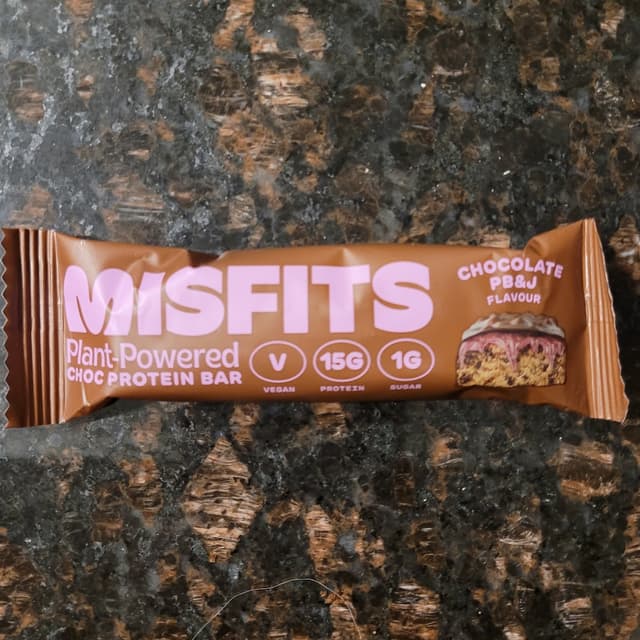 MISFITS
Plant-Powered
CHOC PROTEIN BAR
V
VEGAN
15G
PROTEIN
1G
SUGAR
CHOCOLATE
PB&J
FLAVOUR